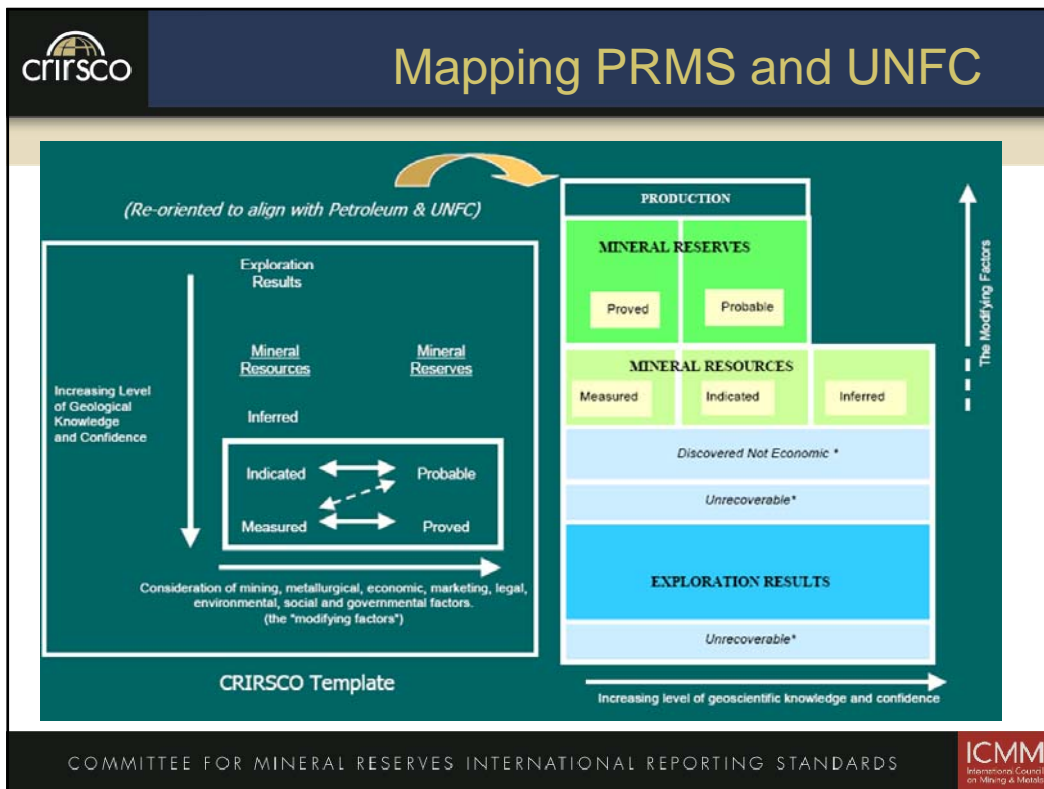 crirsco
Mapping PRMS and UNFC
(Re-oriented to align with Petroleum & UNFC)
Exploration
Results
Mineral
Resources
Mineral
Reserves
Increasing Level
of Geological
Knowledge
and Confidence
Inferred
Indicated
Probable
Measured
Proved
Consideration of mining, metallurgical, economic, marketing, legal,
environmental, social and governmental factors.
(the "modifying factors")
CRIRSCO Template
PRODUCTION
MINERAL RESERVES
Proved
Probable
MINERAL RESOURCES
Measured
Indicated
Inferred
Discovered Not Economic *
Unrecoverable*
EXPLORATION RESULTS
Unrecoverable*
The Modifying Factors
Increasing level of geoscientific knowledge and confidence
COMMITTEE FOR MINERAL RESERVES INTERNATIONAL REPORTING STANDARDS
ICMM
International Council
on Mining & Metals